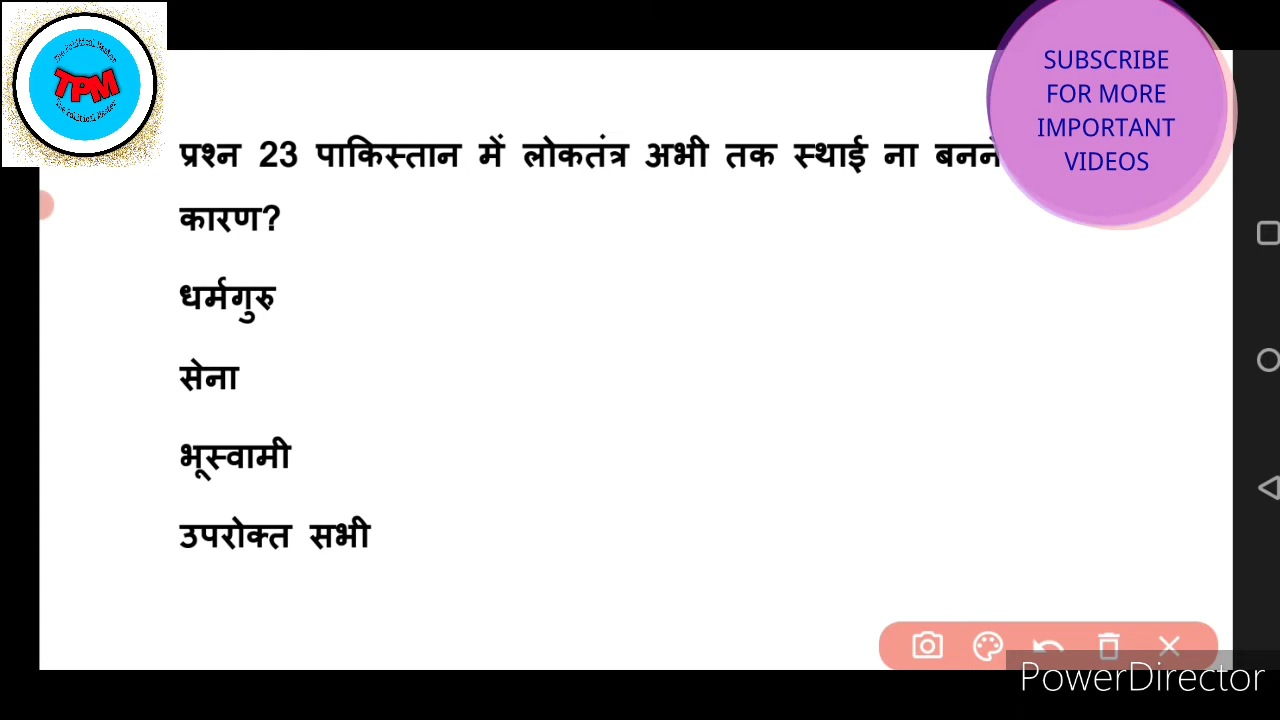 TPM
SUBSCRIBE
FOR MORE
IMPORTANT
VIDEOS
प्रश्न 23 पाकिस्तान में लोकतंत्र अभी तक स्थाई ना बनने
कारण?
धर्मगुरु
सेना
भूस्वामी
उपरोक्त सभी
PowerDirector